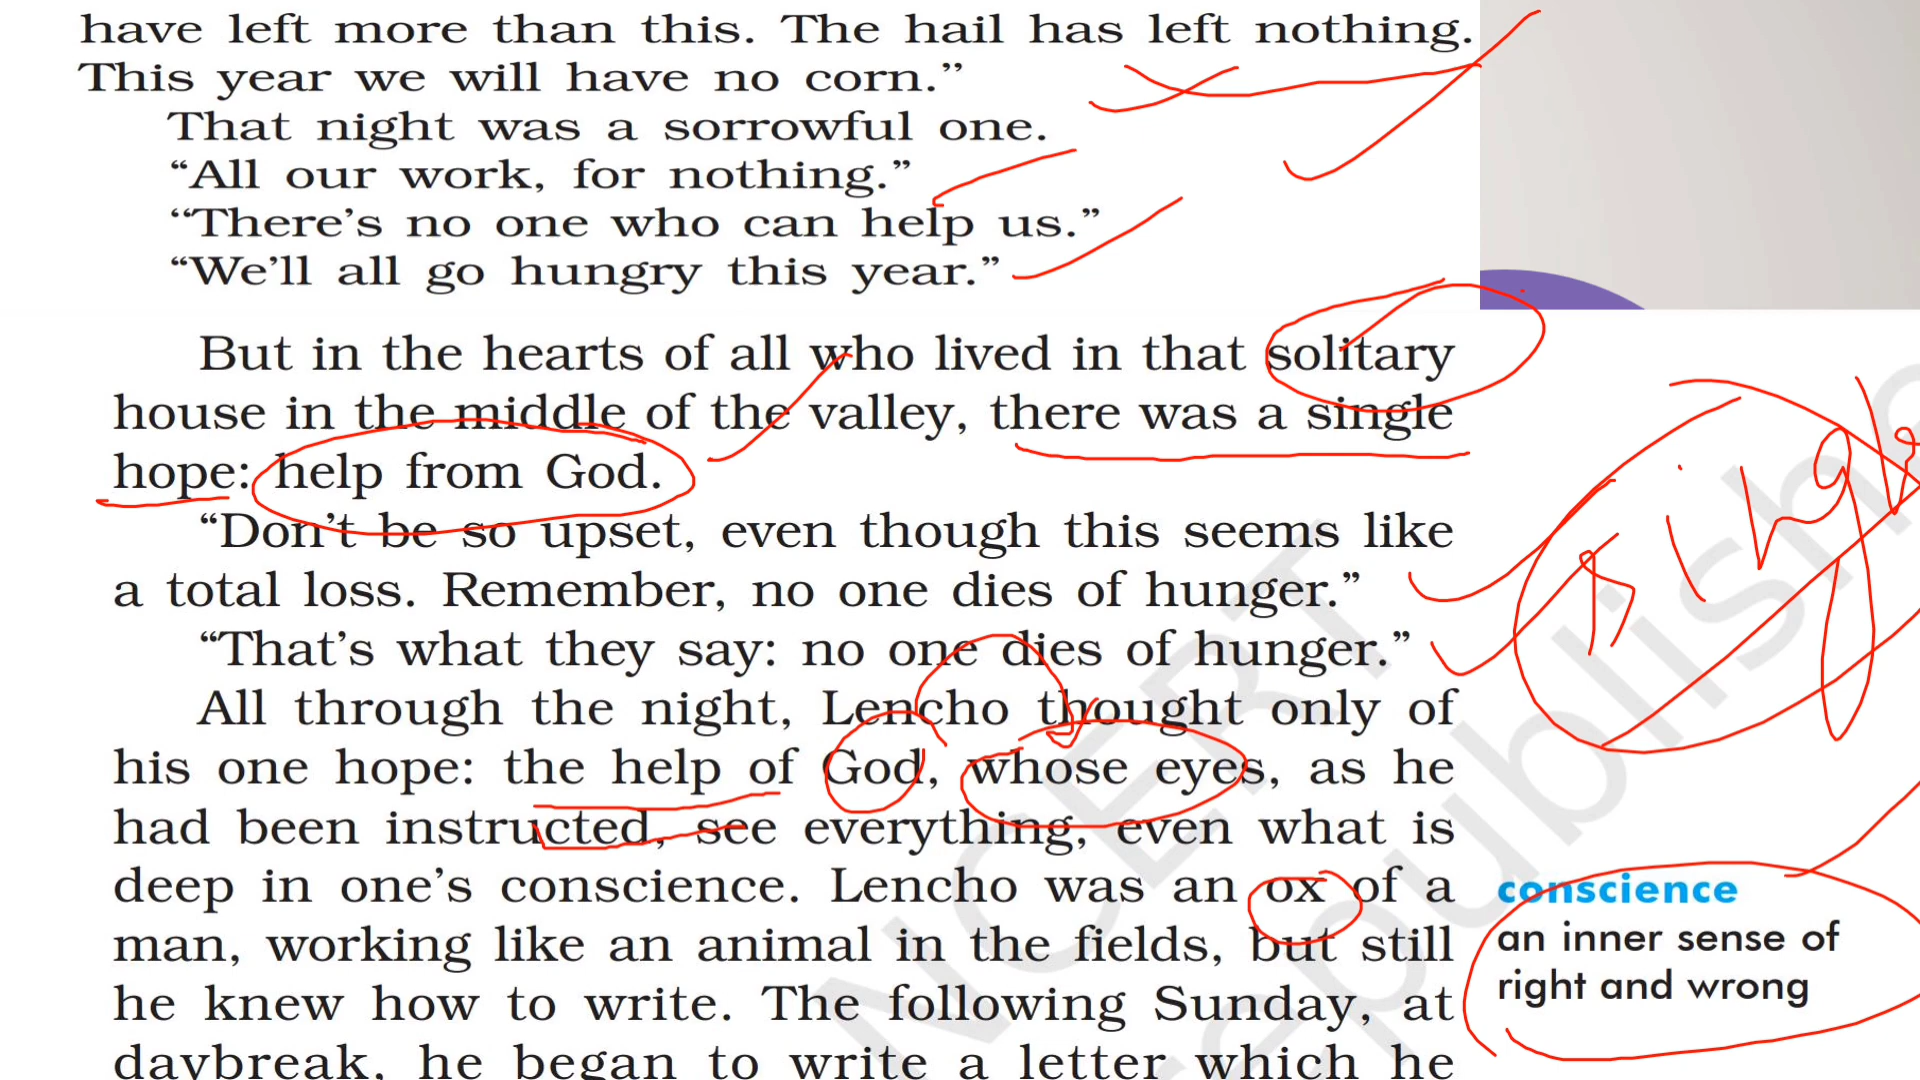 have left more than this. The hail has left nothing.
This year we will have no corn.”
That night was a sorrowful one.
“All our work, for nothing.”
“There’s no one who can help us.”
“We’ll all go hungry this year.”
But in the hearts of all who lived in that solitary
house in the middle of the valley, there was a single
hope: help from God.
“Don’t be so upset, even though this seems like
a total loss. Remember, no one dies of hunger.”
“That’s what they say: no one dies of hunger.”
All through the night, Lencho thought only of
his one hope: the help of God, whose eyes, as he
had been instructed, see everything, even what is
deep in one’s conscience. Lencho was an ox of a
man, working like an animal in the fields, but still
he knew how to write. The following Sunday, at
daybreak, he began to write a letter which he
conscience
an inner sense of
right and wrong
NCERT
republishe